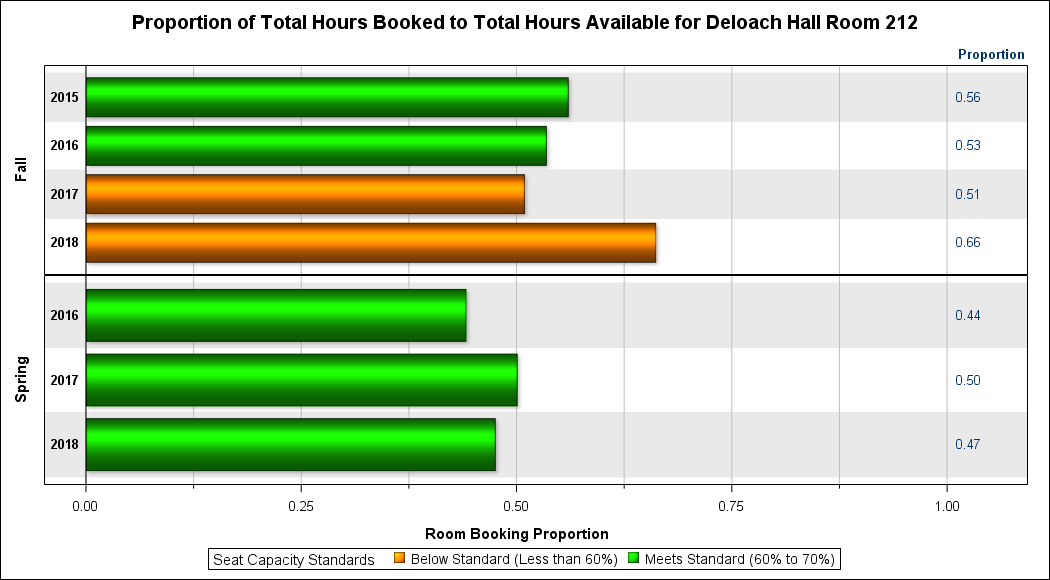 Proportion of Total Hours Booked to Total Hours Available for Deloach Hall Room 212
Proportion
Fall
2015 0.56
2016 0.53
2017 0.51
2018 0.66
Spring
2016 0.44
2017 0.50
2018 0.47
0.00 0.25 0.50 0.75 1.00
Room Booking Proportion
Seat Capacity Standards Below Standard (Less than 60%) Meets Standard (60% to 70%)